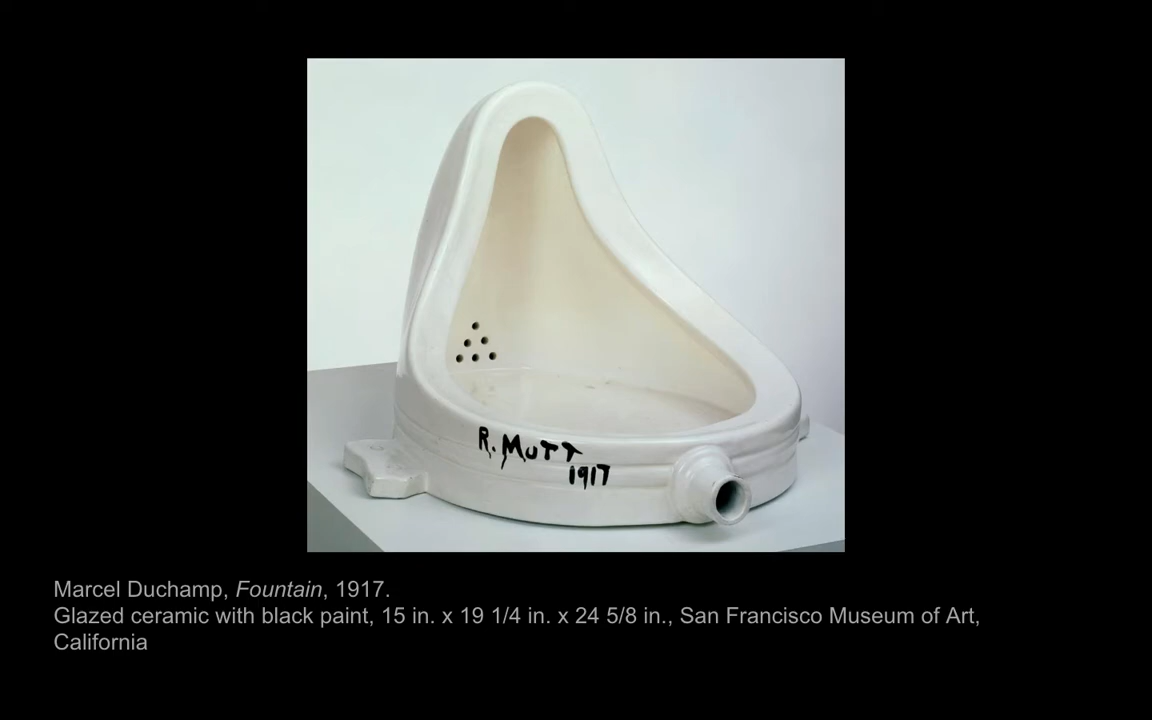 R. MUTT
1917
Marcel Duchamp, Fountain, 1917.
Glazed ceramic with black paint, 15 in. x 19 1/4 in. x 24 5/8 in., San Francisco Museum of Art,
California